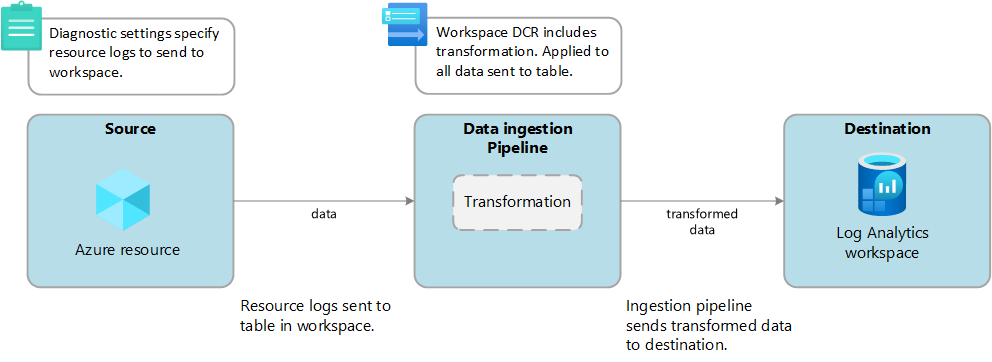 Diagnostic settings specify
resource logs to send to
workspace.
Workspace DCR includes
transformation. Applied to
all data sent to table.
Source
Azure resource
data
Data ingestion
Pipeline
Transformation
transformed
data
Destination
Log Analytics
workspace
Resource logs sent to
table in workspace.
Ingestion pipeline
sends transformed data
to destination.